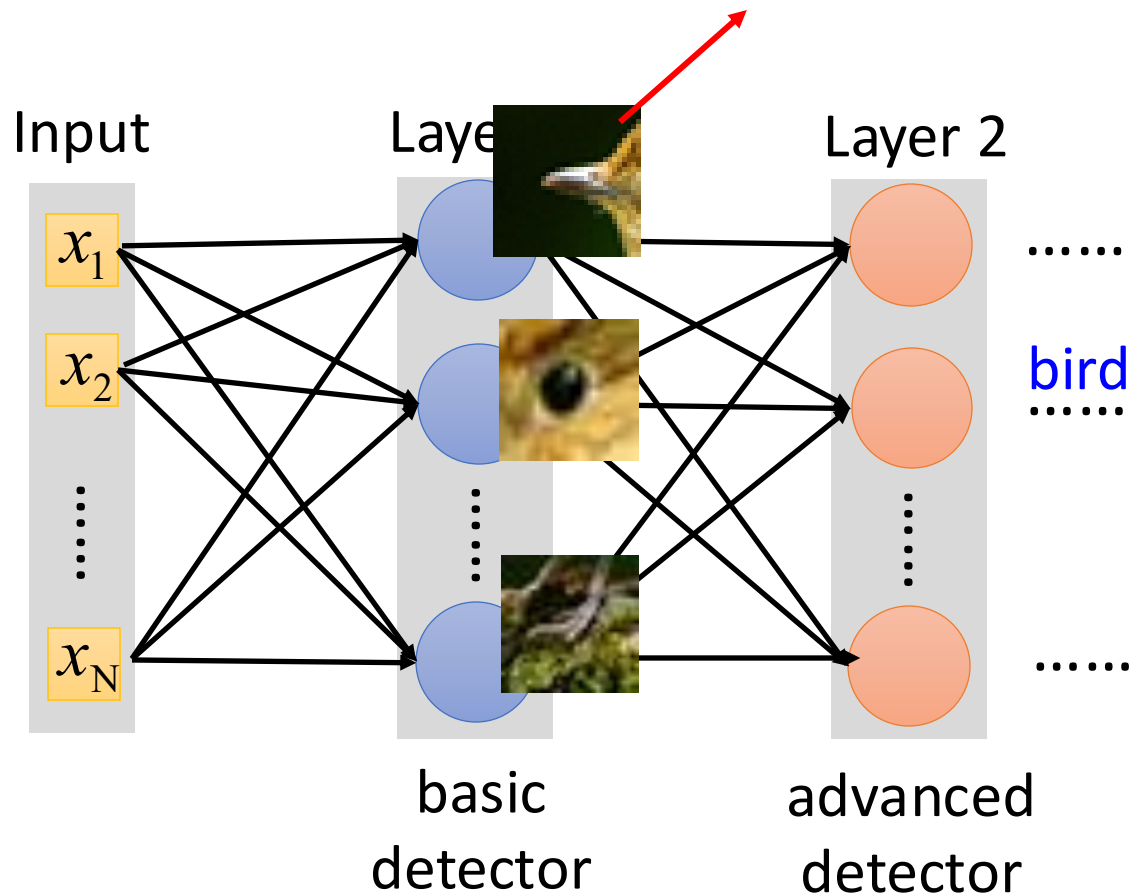 Input
Laye
Layer 2
x₁
x₂
xN
……
bird
……
……
basic
detector
advanced
detector